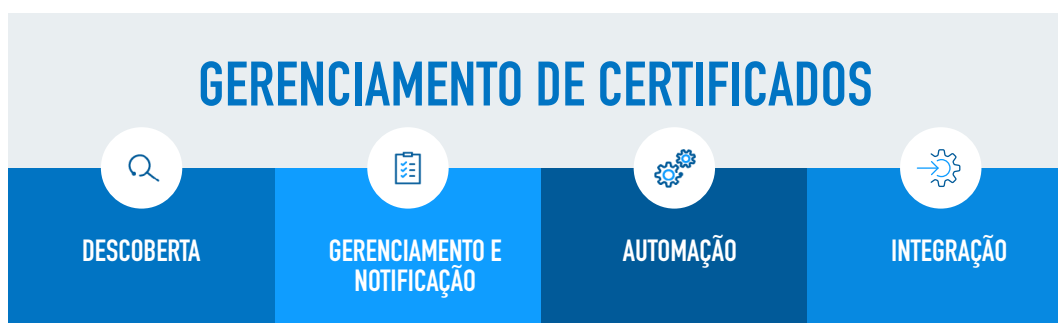 GERENCIAMENTO DE CERTIFICADOS
DESCOBERTA
GERENCIAMENTO E
NOTIFICAÇÃO
AUTOMAÇÃO
INTEGRAÇÃO